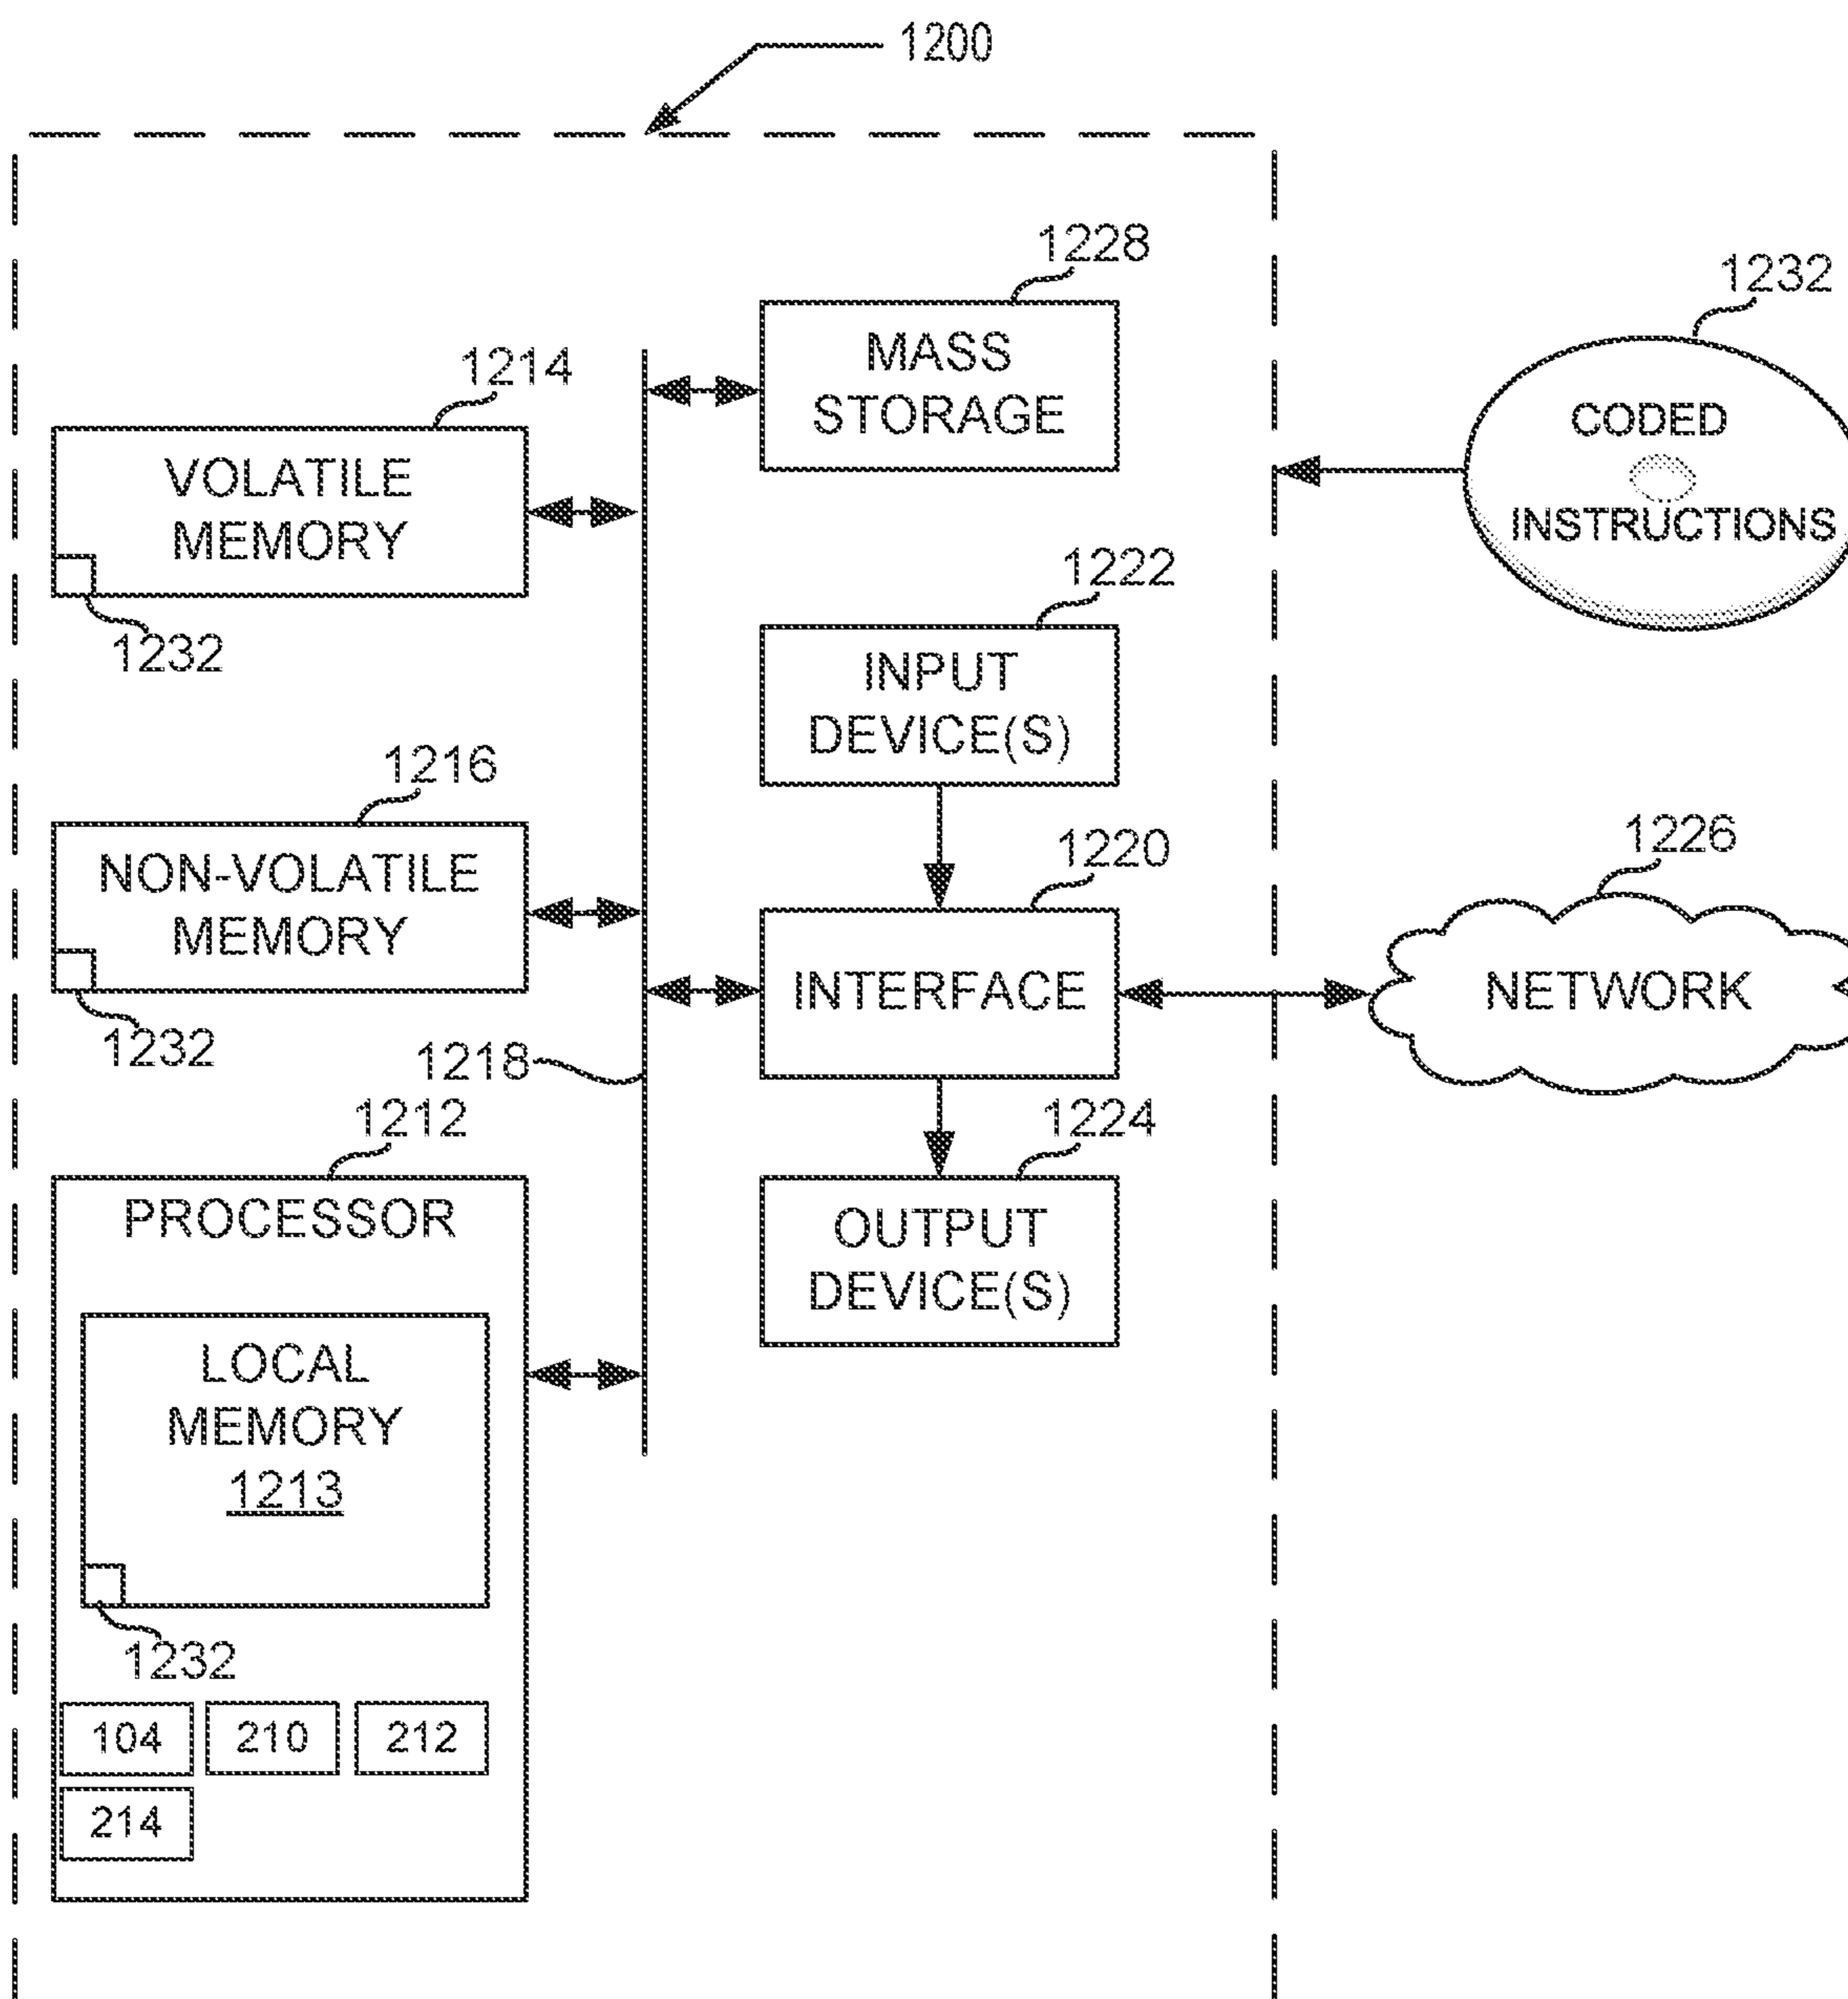 1200
1228
MASS
STORAGE
1232
CODED
INSTRUCTIONS
1214
VOLATILE
MEMORY
1232
1222
INPUT
DEVICE(S)
1216
NON-VOLATILE
MEMORY
1232
1220
INTERFACE
1226
NETWORK
1218
1212
PROCESSOR
LOCAL
MEMORY
1213
1232
104 210 212
214
1224
OUTPUT
DEVICE(S)